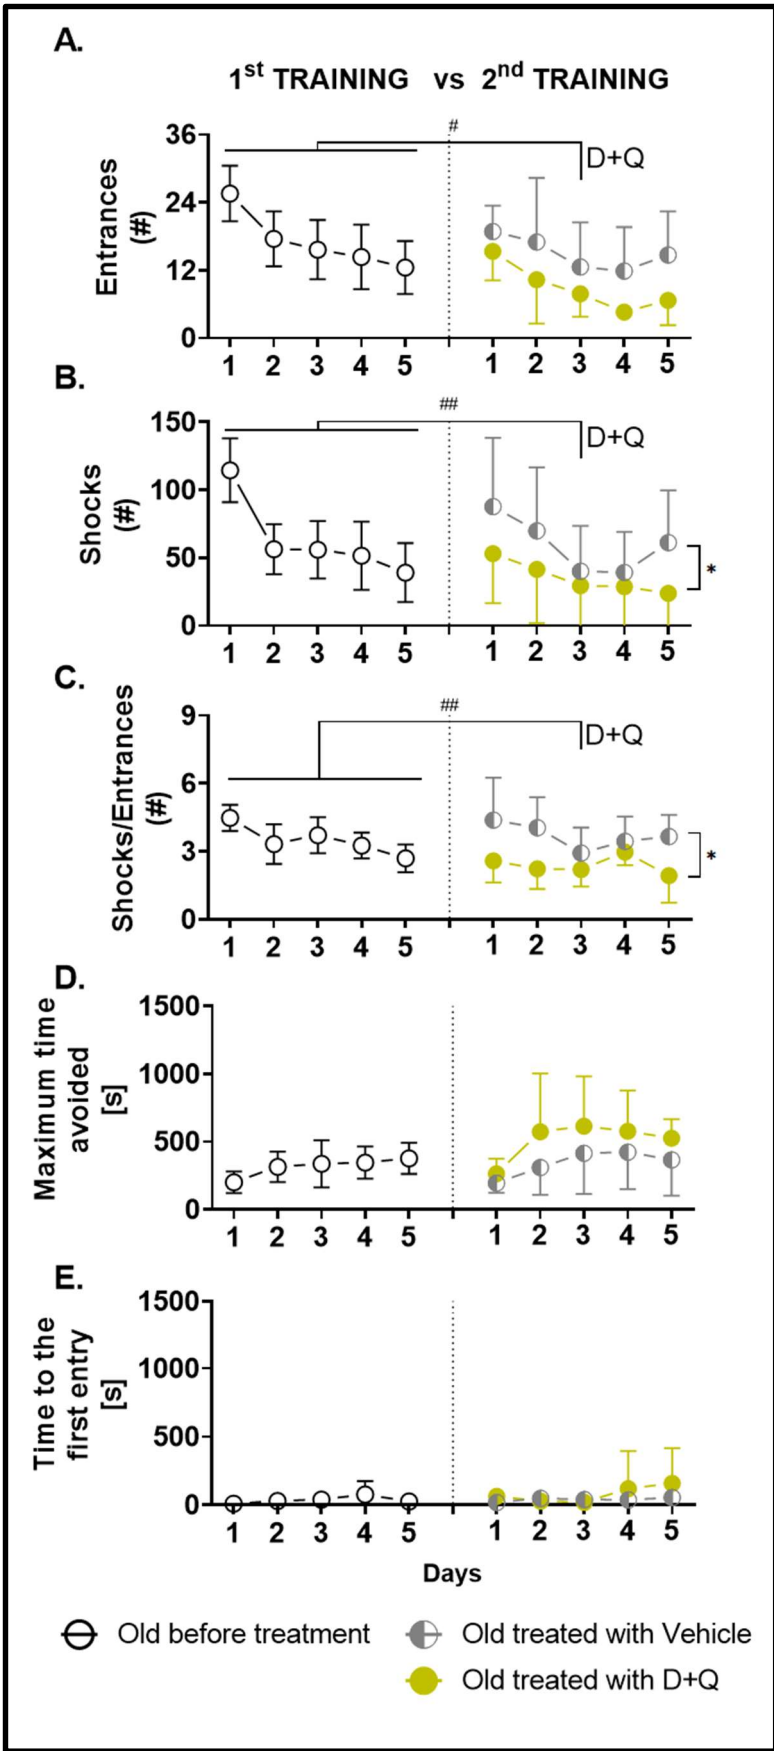 A.
1st TRAINING vs 2nd TRAINING
#
D+Q
Entrances
(#)
36
24
12
0
1 2 3 4 5 1 2 3 4 5
B.
##
D+Q
Shocks
(#)
150
100
50
0
*
1 2 3 4 5 1 2 3 4 5
C.
##
D+Q
Shocks/Entrances
(#)
9
6
3
0
*
1 2 3 4 5 1 2 3 4 5
D.
Maximum time
avoided
[s]
1500
1000
500
0
1 2 3 4 5 1 2 3 4 5
E.
Time to the
first entry
[s]
1500
1000
500
0
1 2 3 4 5 1 2 3 4 5
Days
Old before treatment
Old treated with Vehicle
Old treated with D+Q